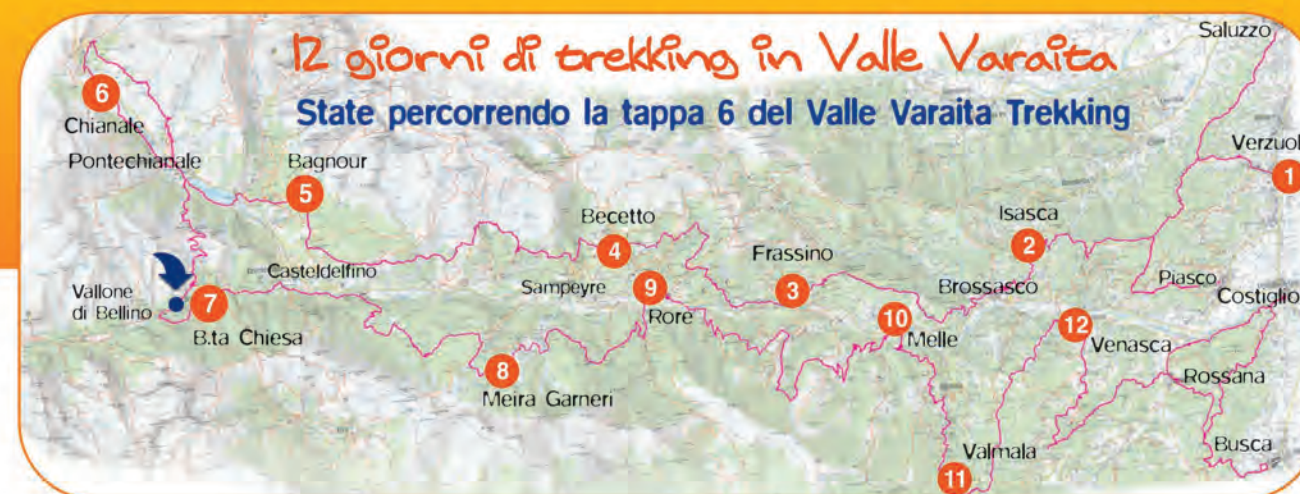 12 giorni di trekking in Valle Varaita
State percorrendo la tappa 6 del Valle Varaita Trekking
Saluzzo
6
Chianale
Verzuol
1
Pontechianale
Bagnour
5
Becetto
4
Isasca
2
Frassino
3
Casteldelfino
Sampeyre
9
Rore
Brossasco
Piasco
Costiglio
Vallone
di Bellino
7
B.ta Chiesa
10
Melle
12
Venasca
8
Meira Garneri
Rossana
Valmala
11
Busca